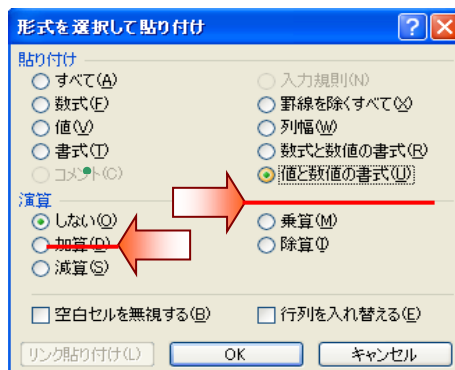 形式を選択して貼り付け
貼り付け
すべて(A)
入力規則(N)
数式(F)
罫線を除くすべて(X)
値(V)
列幅(W)
書式(T)
数式と数値の書式(R)
コメント(C)
値と数値の書式(U)
演算
しない(O)
乗算(M)
加算(D)
除算(I)
減算(S)
空白セルを無視する(B)
行列を入れ替える(E)
リンク貼り付け(L)
OK
キャンセル